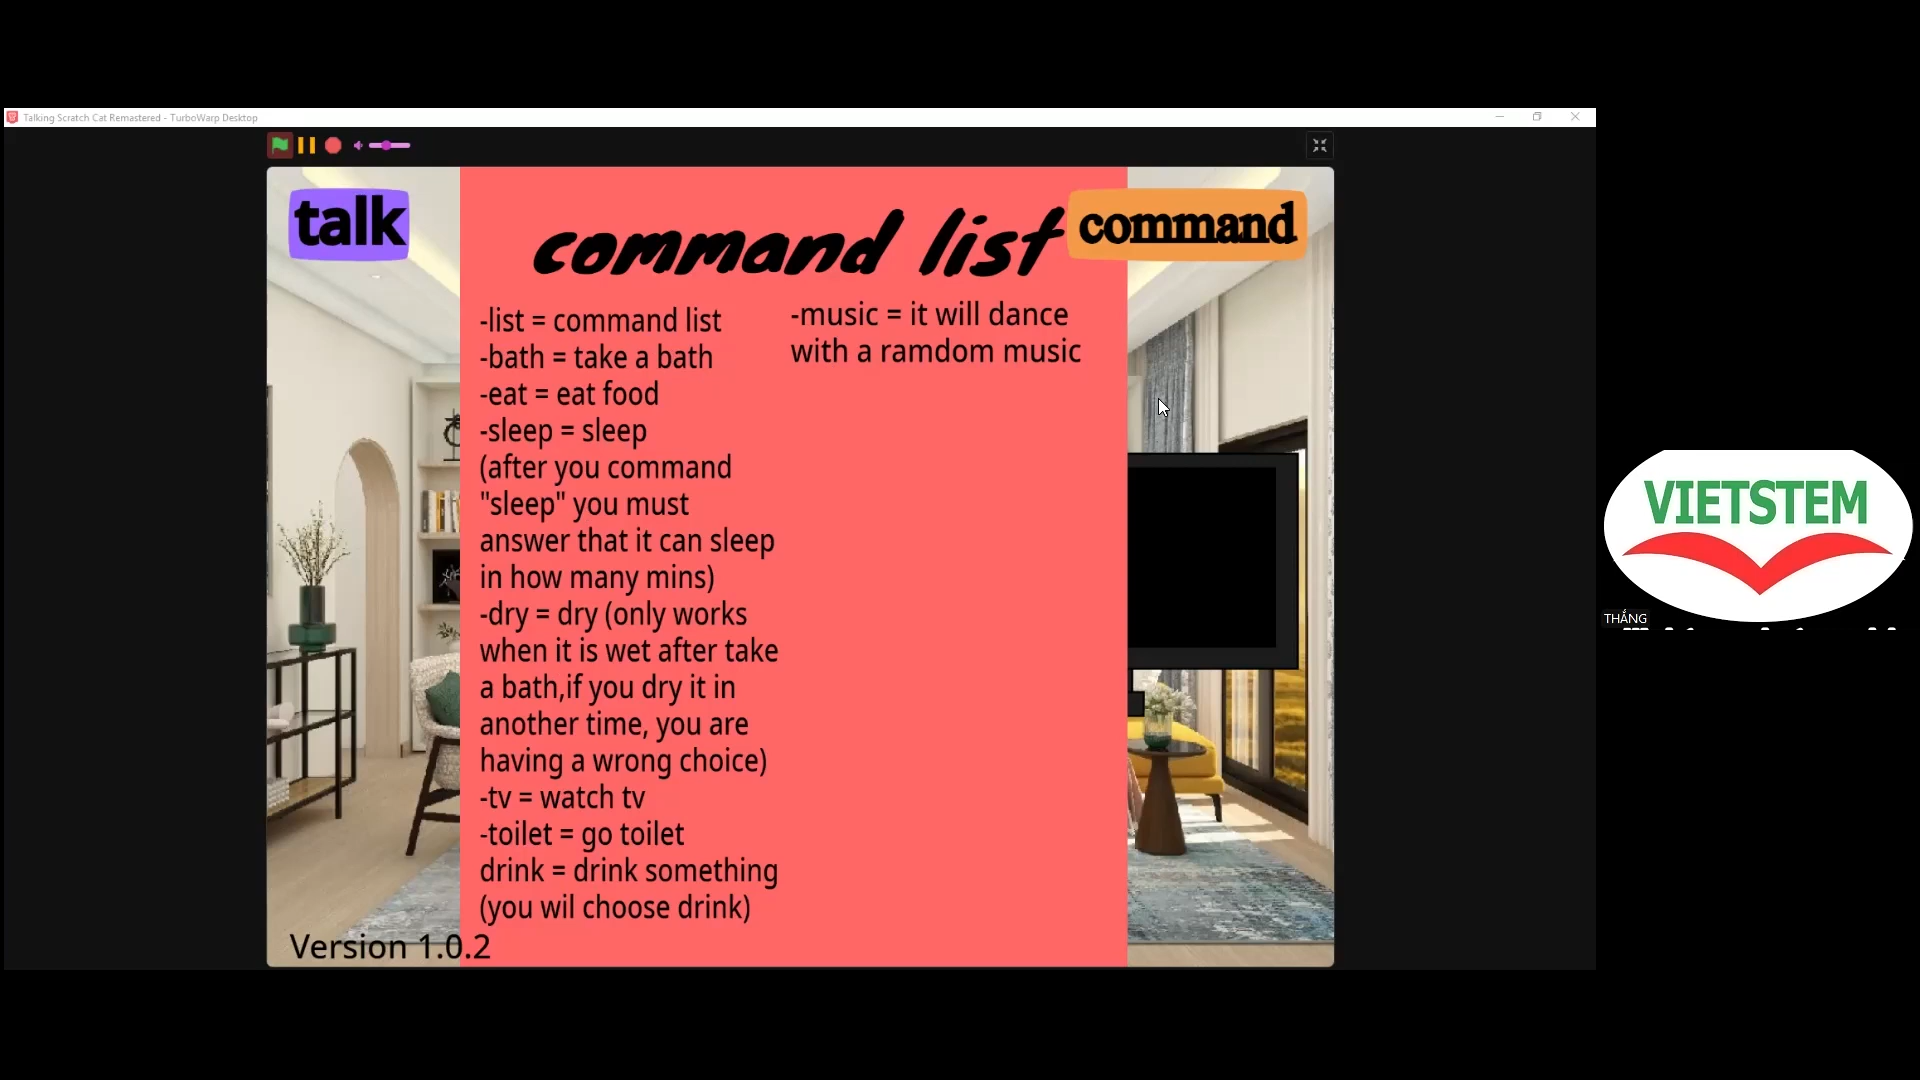 Talking Scratch Cat Remastered - TurboWarp Desktop
talk
command list
command
-list = command list
-bath = take a bath
-eat = eat food
-sleep = sleep
(after you command
"sleep" you must
answer that it can sleep
in how many mins)
-dry = dry (only works
when it is wet after take
a bath,if you dry it in
another time, you are
having a wrong choice)
-tv = watch tv
-toilet = go toilet
drink = drink something
(you wil choose drink)
-music = it will dance
with a ramdom music
Version 1.0.2
VIETSTEM
THẮNG